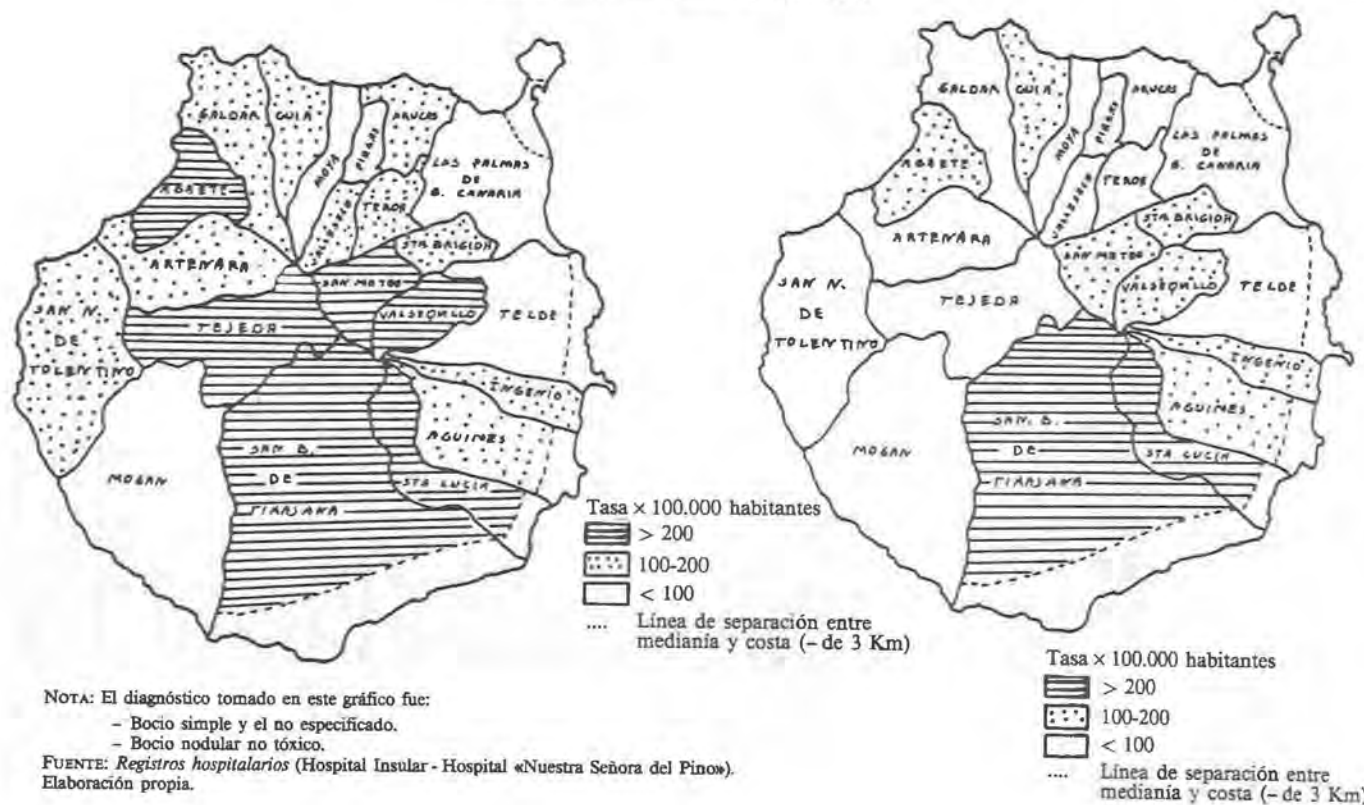 GALDAR
GUIA
MOYA
FIRGAS
ARUCAS
LAS PALMAS
DE
G. CANARIA
AGAETE
VALLESECO
TEROR
STA BRIGIDA
ARTENARA
SAN MATEO
SAN N.
DE
TOLENTINO
TEJEDA
VALSEQUILLO
TELDE
INGENIO
AGUIMES
SAN B.
DE
TIRAJANA
STA LUCIA
MOGAN
Tasa × 100.000 habitantes
> 200
100-200
< 100
.... Línea de separación entre
medianía y costa (– de 3 Km)
NOTA: El diagnóstico tomado en este gráfico fue:
– Bocio simple y el no especificado.
– Bocio nodular no tóxico.
FUENTE: Registros hospitalarios (Hospital Insular - Hospital «Nuestra Señora del Pino»).
Elaboración propia.
GALDAR
GUIA
MOYA
FIRGAS
ARUCAS
LAS PALMAS
DE
G. CANARIA
AGAETE
VALLESECO
TEROR
STA BRIGIDA
ARTENARA
SAN MATEO
SAN N.
DE
TOLENTINO
TEJEDA
VALSEQUILLO
TELDE
INGENIO
AGUIMES
SAN B.
DE
TIRAJANA
STA LUCIA
MOGAN
Tasa × 100.000 habitantes
> 200
100-200
< 100
.... Línea de separación entre
medianía y costa (– de 3 Km)